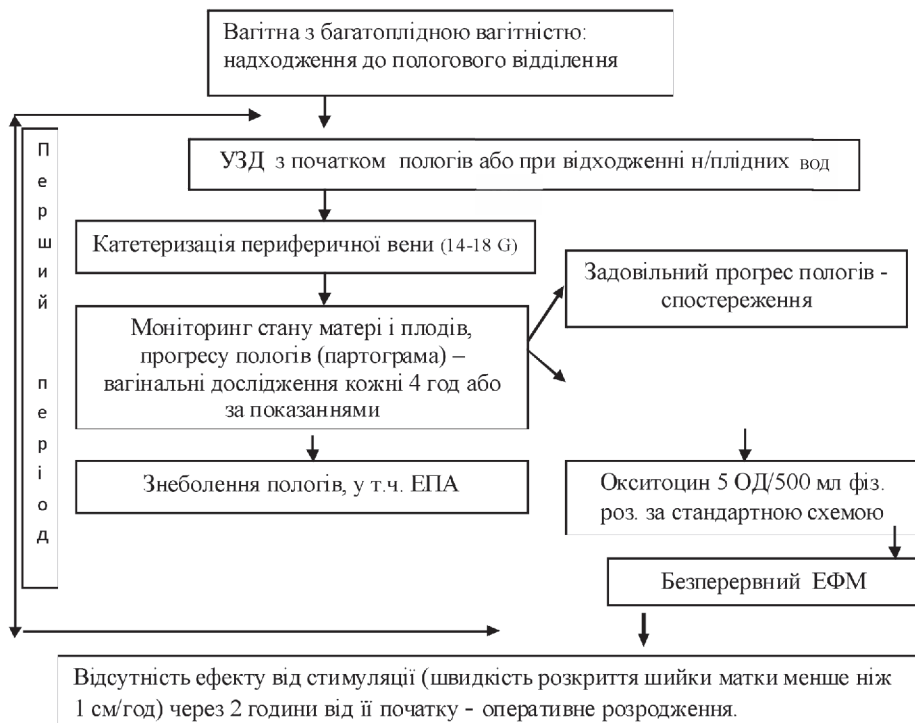 Вагітна з багатоплідною вагітністю:
надходження до пологового відділення
Перший період
УЗД з початком пологів або при відходженні н/плідних вод
Катетеризація периферичної вени (14-18 G)
Задовільний прогрес пологів -
спостереження
Моніторинг стану матері і плодів,
прогресу пологів (партограма) –
вагінальні дослідження кожні 4 год або
за показаннями
Знеболення пологів, у т.ч. ЕПА
Окситоцин 5 ОД/500 мл фіз.
роз. за стандартною схемою
Безперервний ЕФМ
Відсутність ефекту від стимуляції (швидкість розкриття шийки матки менше ніж
1 см/год) через 2 години від її початку - оперативне розродження.